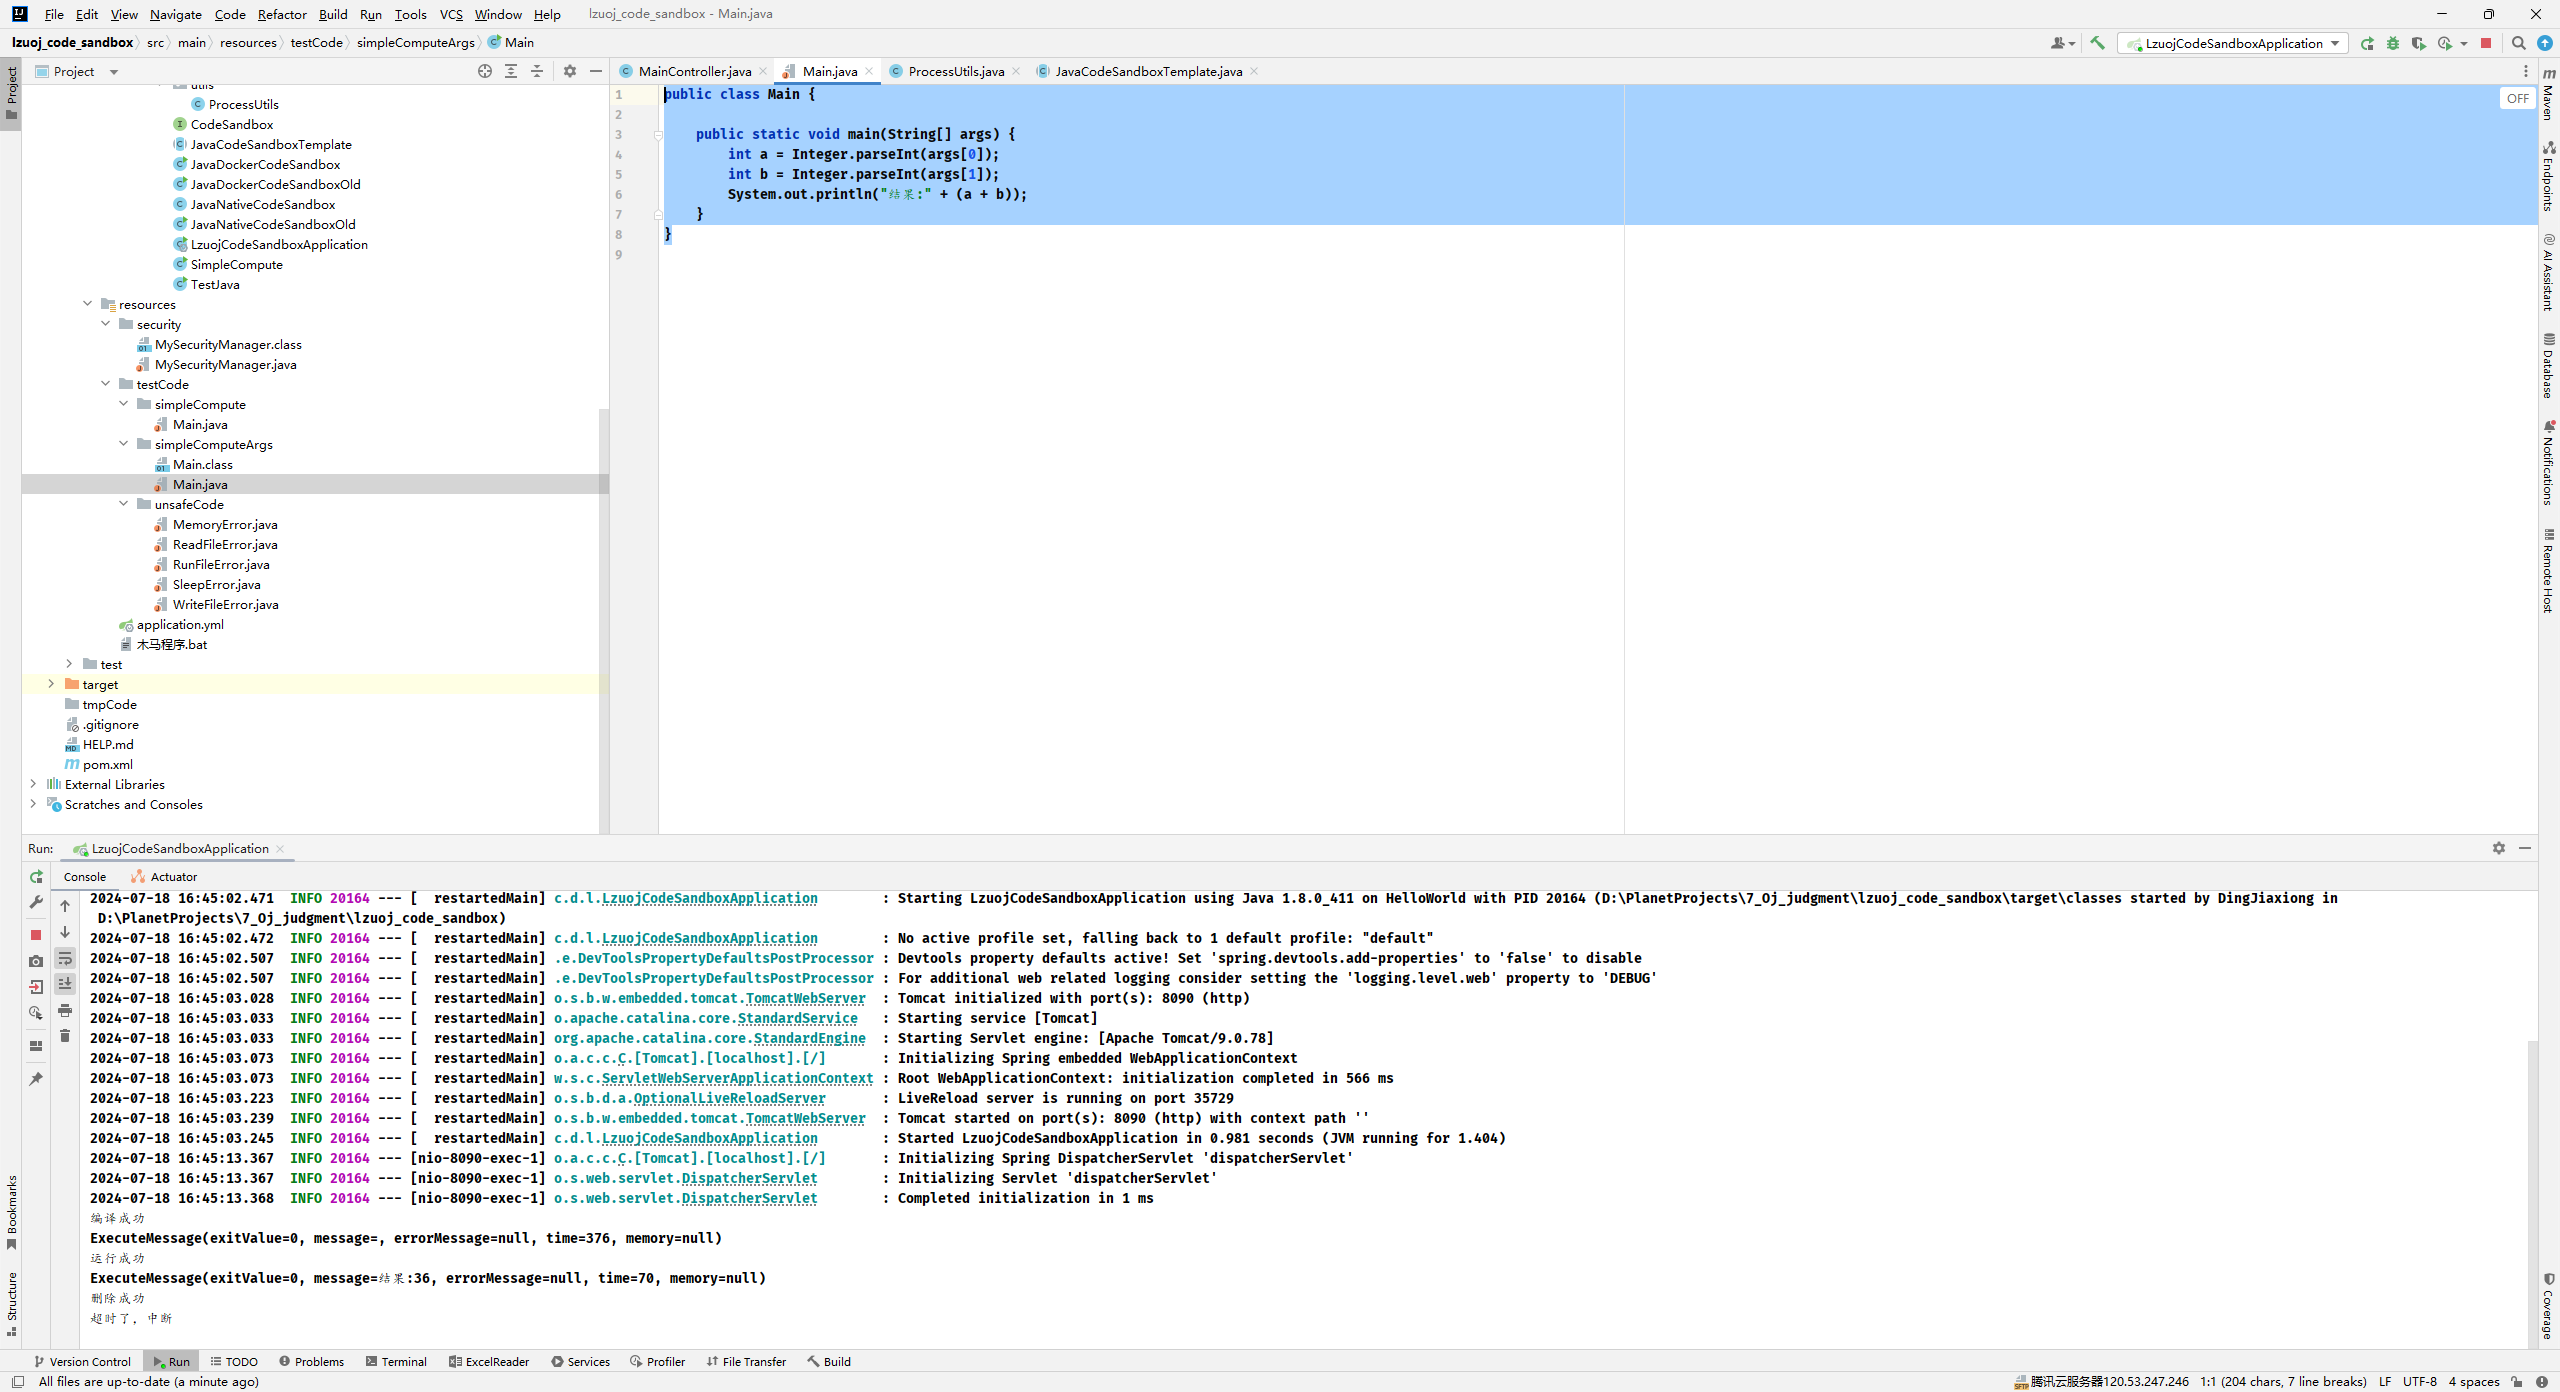 File Edit View Navigate Code Refactor Build Run Tools VCS Window Help lzuoj_code_sandbox - Main.java
lzuoj_code_sandbox src main resources testCode simpleComputeArgs Main LzuojCodeSandboxApplication
Project
MainController.java Main.java ProcessUtils.java JavaCodeSandboxTemplate.java
utils
ProcessUtils
CodeSandbox
JavaCodeSandboxTemplate
JavaDockerCodeSandbox
JavaDockerCodeSandboxOld
JavaNativeCodeSandbox
JavaNativeCodeSandboxOld
LzuojCodeSandboxApplication
SimpleCompute
TestJava
resources
security
MySecurityManager.class
MySecurityManager.java
testCode
simpleCompute
Main.java
simpleComputeArgs
Main.class
Main.java
unsafeCode
MemoryError.java
ReadFileError.java
RunFileError.java
SleepError.java
WriteFileError.java
application.yml
木马程序.bat
test
target
tmpCode
.gitignore
HELP.md
pom.xml
External Libraries
Scratches and Consoles
1 public class Main {
2
3 public static void main(String[] args) {
4 int a = Integer.parseInt(args[0]);
5 int b = Integer.parseInt(args[1]);
6 System.out.println("结果:" + (a + b));
7 }
8 }
9
OFF
Project
Bookmarks
Structure
Maven
Endpoints
AI Assistant
Database
Notifications
Remote Host
Coverage
Run: LzuojCodeSandboxApplication
Console Actuator
2024-07-18 16:45:02.471 INFO 20164 --- [ restartedMain] c.d.l.LzuojCodeSandboxApplication : Starting LzuojCodeSandboxApplication using Java 1.8.0_411 on HelloWorld with PID 20164 (D:\PlanetProjects\7_Oj_judgment\lzuoj_code_sandbox\target\classes started by DingJiaxiong in
D:\PlanetProjects\7_Oj_judgment\lzuoj_code_sandbox)
2024-07-18 16:45:02.472 INFO 20164 --- [ restartedMain] c.d.l.LzuojCodeSandboxApplication : No active profile set, falling back to 1 default profile: "default"
2024-07-18 16:45:02.507 INFO 20164 --- [ restartedMain] .e.DevToolsPropertyDefaultsPostProcessor : Devtools property defaults active! Set 'spring.devtools.add-properties' to 'false' to disable
2024-07-18 16:45:02.507 INFO 20164 --- [ restartedMain] .e.DevToolsPropertyDefaultsPostProcessor : For additional web related logging consider setting the 'logging.level.web' property to 'DEBUG'
2024-07-18 16:45:03.028 INFO 20164 --- [ restartedMain] o.s.b.w.embedded.tomcat.TomcatWebServer : Tomcat initialized with port(s): 8090 (http)
2024-07-18 16:45:03.033 INFO 20164 --- [ restartedMain] o.apache.catalina.core.StandardService : Starting service [Tomcat]
2024-07-18 16:45:03.033 INFO 20164 --- [ restartedMain] org.apache.catalina.core.StandardEngine : Starting Servlet engine: [Apache Tomcat/9.0.78]
2024-07-18 16:45:03.073 INFO 20164 --- [ restartedMain] o.a.c.c.C.[Tomcat].[localhost].[/] : Initializing Spring embedded WebApplicationContext
2024-07-18 16:45:03.073 INFO 20164 --- [ restartedMain] w.s.c.ServletWebServerApplicationContext : Root WebApplicationContext: initialization completed in 566 ms
2024-07-18 16:45:03.223 INFO 20164 --- [ restartedMain] o.s.b.d.a.OptionalLiveReloadServer : LiveReload server is running on port 35729
2024-07-18 16:45:03.239 INFO 20164 --- [ restartedMain] o.s.b.w.embedded.tomcat.TomcatWebServer : Tomcat started on port(s): 8090 (http) with context path ''
2024-07-18 16:45:03.245 INFO 20164 --- [ restartedMain] c.d.l.LzuojCodeSandboxApplication : Started LzuojCodeSandboxApplication in 0.981 seconds (JVM running for 1.404)
2024-07-18 16:45:13.367 INFO 20164 --- [nio-8090-exec-1] o.a.c.c.C.[Tomcat].[localhost].[/] : Initializing Spring DispatcherServlet 'dispatcherServlet'
2024-07-18 16:45:13.367 INFO 20164 --- [nio-8090-exec-1] o.s.web.servlet.DispatcherServlet : Initializing Servlet 'dispatcherServlet'
2024-07-18 16:45:13.368 INFO 20164 --- [nio-8090-exec-1] o.s.web.servlet.DispatcherServlet : Completed initialization in 1 ms
编译成功
ExecuteMessage(exitValue=0, message=, errorMessage=null, time=376, memory=null)
运行成功
ExecuteMessage(exitValue=0, message=结果:36, errorMessage=null, time=70, memory=null)
删除成功
超时了, 中断
Version Control Run TODO Problems Terminal ExcelReader Services Profiler File Transfer Build
All files are up-to-date (a minute ago) 腾讯云服务器120.53.247.246 1:1 (204 chars, 7 line breaks) LF UTF-8 4 spaces